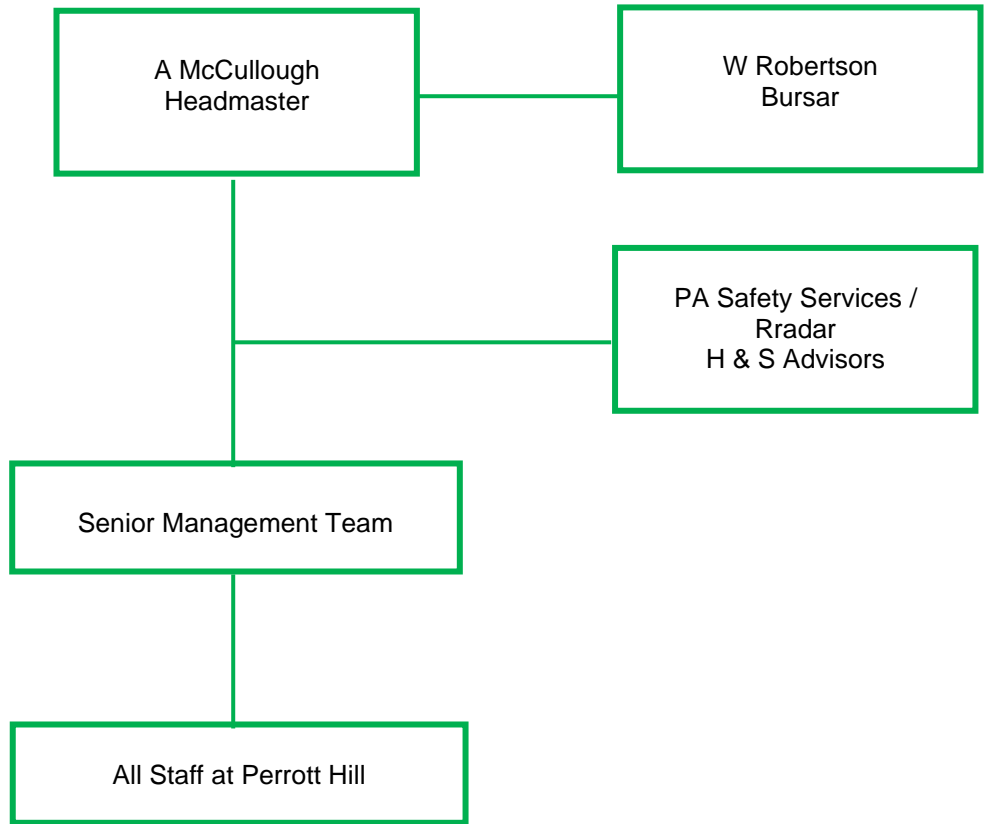 A McCullough
Headmaster
W Robertson
Bursar
PA Safety Services /
Rradar
H & S Advisors
Senior Management Team
All Staff at Perrott Hill